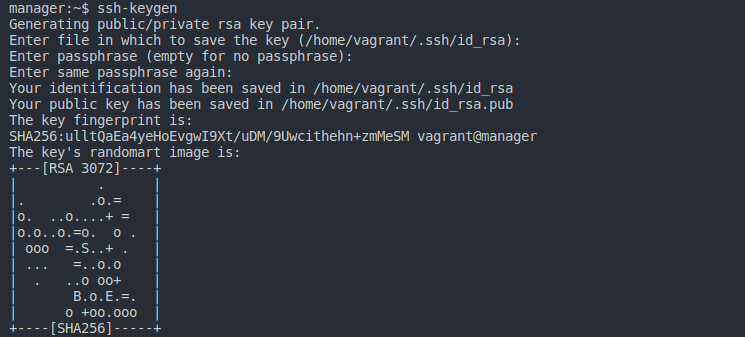 manager:~$ ssh-keygen
Generating public/private rsa key pair.
Enter file in which to save the key (/home/vagrant/.ssh/id_rsa):
Enter passphrase (empty for no passphrase):
Enter same passphrase again:
Your identification has been saved in /home/vagrant/.ssh/id_rsa
Your public key has been saved in /home/vagrant/.ssh/id_rsa.pub
The key fingerprint is:
SHA256:ulltQaEa4yeHoEvgwI9Xt/uDM/9Uwcithehn+zmMeSM vagrant@manager
The key's randomart image is:
+---[RSA 3072]----+
|          .      |
|.        .o.=    |
|o.  ..o....+ =   |
|o.o..o.=o.  o .  |
| ooo  =.S..+ .   |
| ...   =..o.o    |
|  .   ..o oo+    |
|       B.o.E.=.  |
|      o +oo.ooo  |
+----[SHA256]-----+